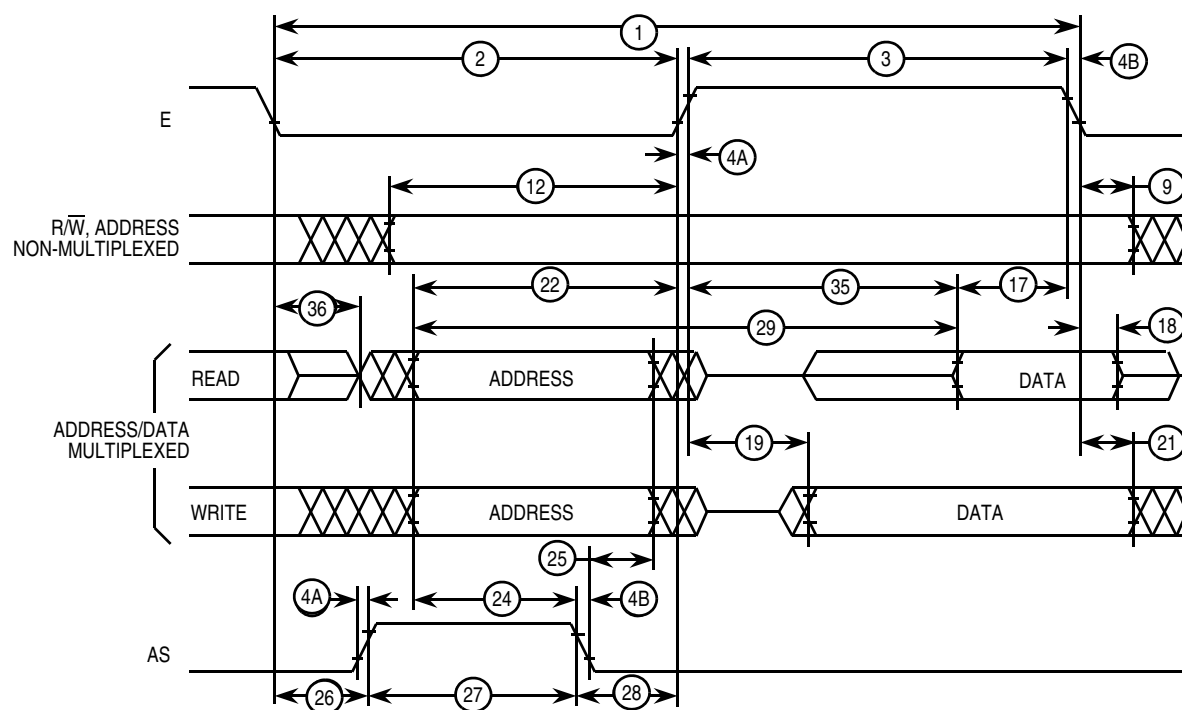 1
2
3
4B
E
4A
12
9
R/W̅, ADDRESS
NON-MULTIPLEXED
22
35
17
36
29
18
READ
ADDRESS
DATA
ADDRESS/DATA
MULTIPLEXED
19
21
WRITE
ADDRESS
DATA
25
4A
24
4B
AS
26
27
28